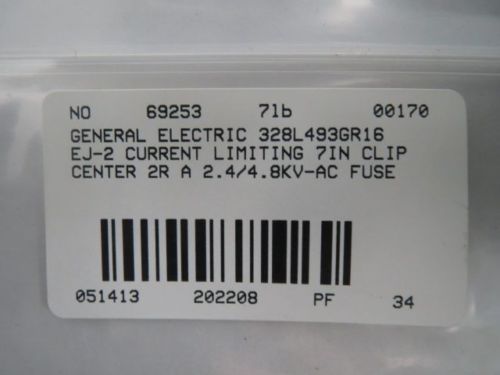 NO 69253 7lb 00170
GENERAL ELECTRIC 328L493GR16
EJ-2 CURRENT LIMITING 7IN CLIP
CENTER 2R A 2.4/4.8KV-AC FUSE
051413 202208 PF 34